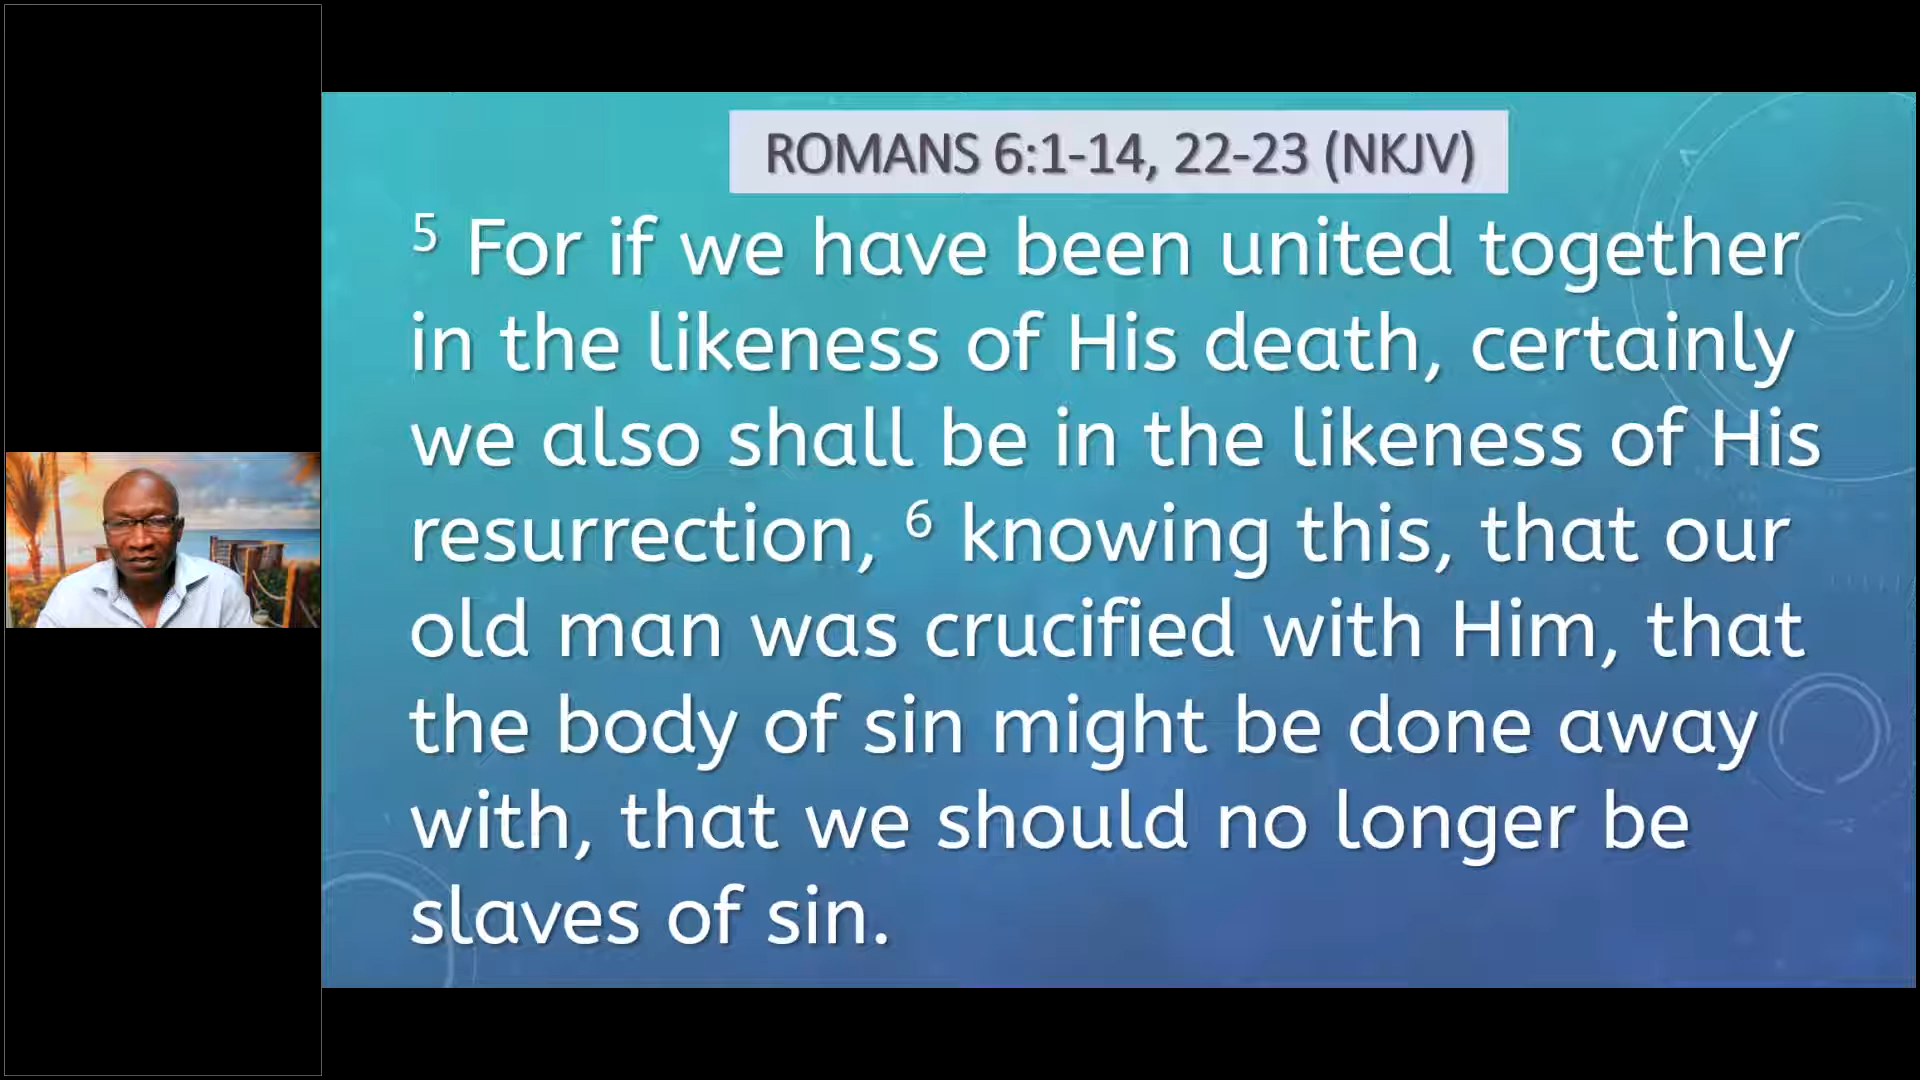 ROMANS 6:1-14, 22-23 (NKJV)
5 For if we have been united together
in the likeness of His death, certainly
we also shall be in the likeness of His
resurrection, 6 knowing this, that our
old man was crucified with Him, that
the body of sin might be done away
with, that we should no longer be
slaves of sin.